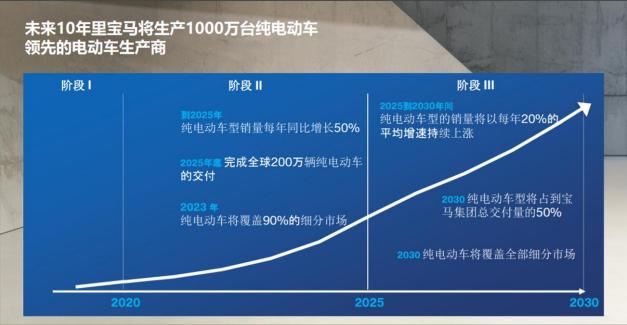 未来10年里宝马将生产1000万台纯电动车
领先的电动车生产商
阶段 I
阶段 II
阶段 III
到2025年
纯电动车型销量每年同比增长50%
2025年底 完成全球200万辆纯电动车
的交付
2023 年
纯电动车将覆盖90%的细分市场
2025到2030年间
纯电动车型的销量将以每年20%的
平均增速持续上涨
2030 纯电动车型将占到宝
马集团总交付量的50%
2030 纯电动车将覆盖全部细分市场
2020
2025
2030